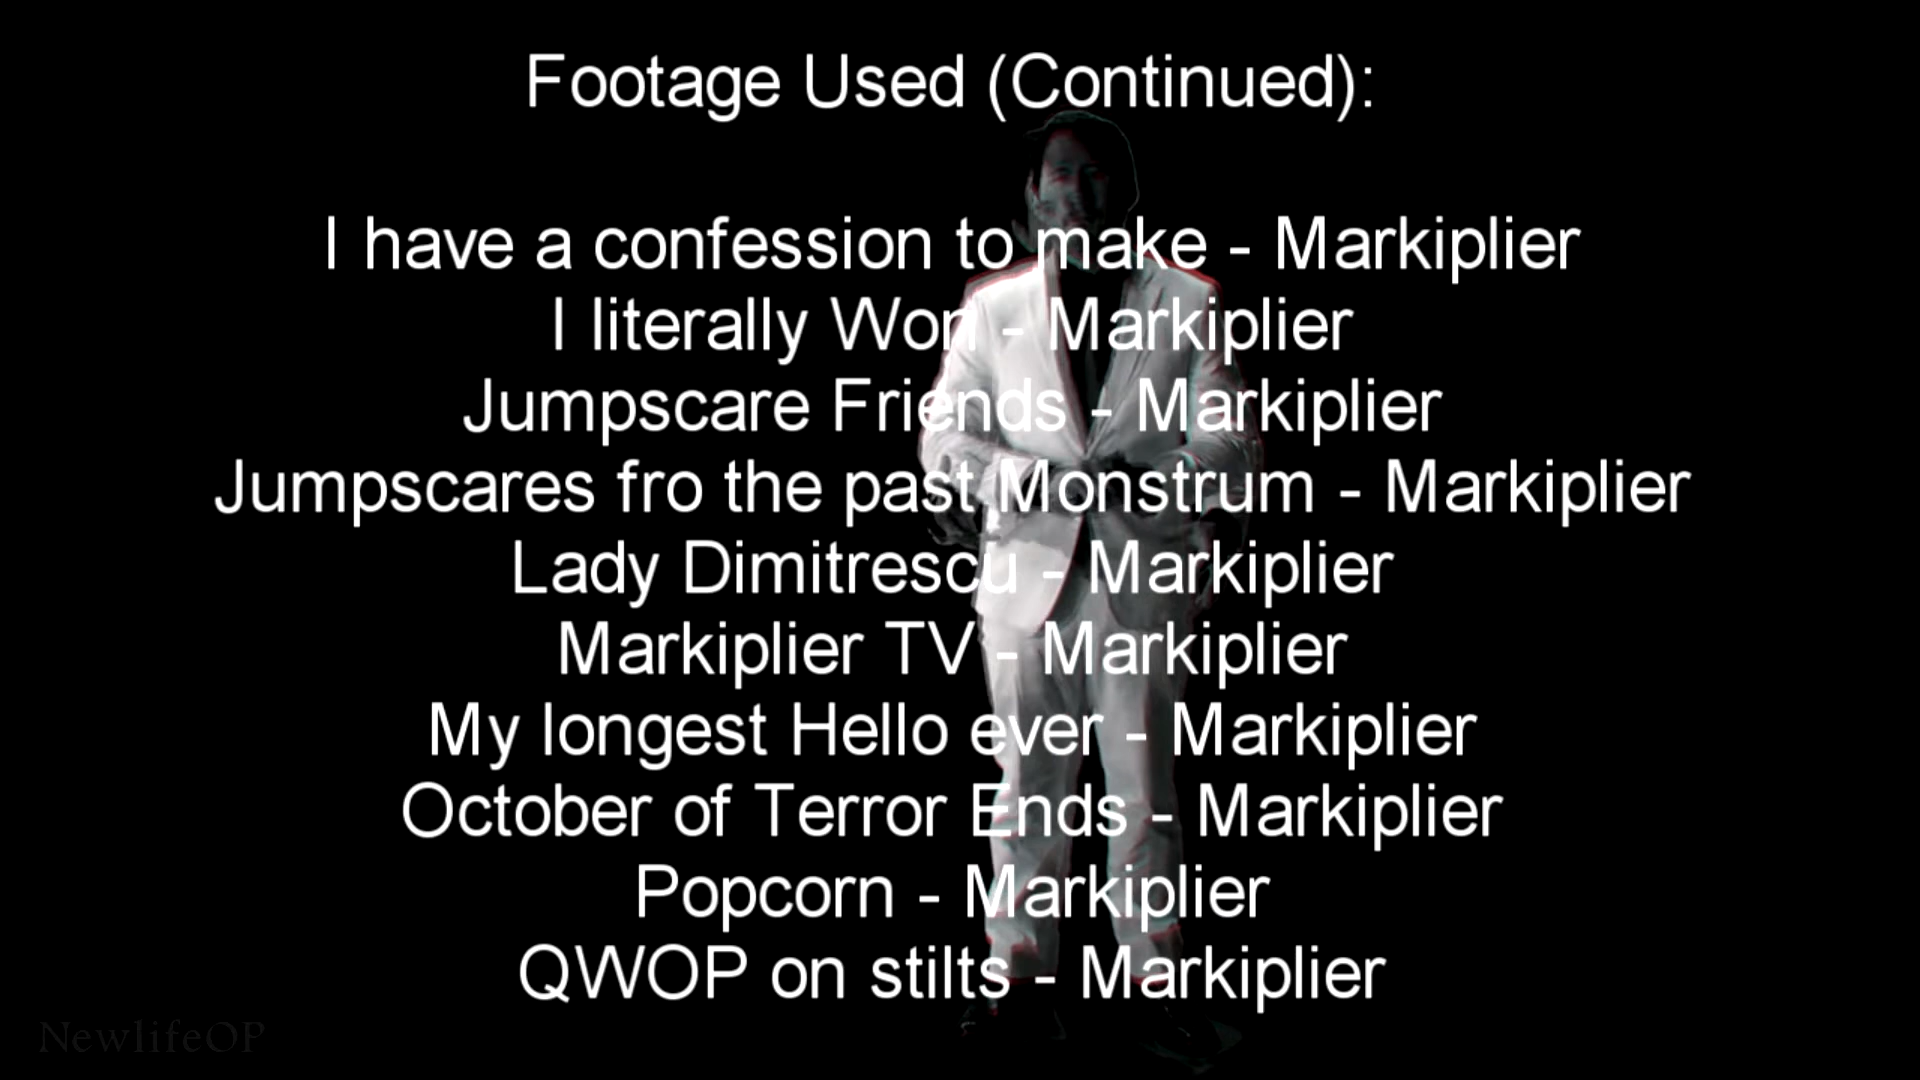 Footage Used (Continued):
I have a confession to make - Markiplier
I literally Won - Markiplier
Jumpscare Friends - Markiplier
Jumpscares fro the past Monstrum - Markiplier
Lady Dimitrescu - Markiplier
Markiplier TV - Markiplier
My longest Hello ever - Markiplier
October of Terror Ends - Markiplier
Popcorn - Markiplier
QWOP on stilts - Markiplier
NewlifeOP